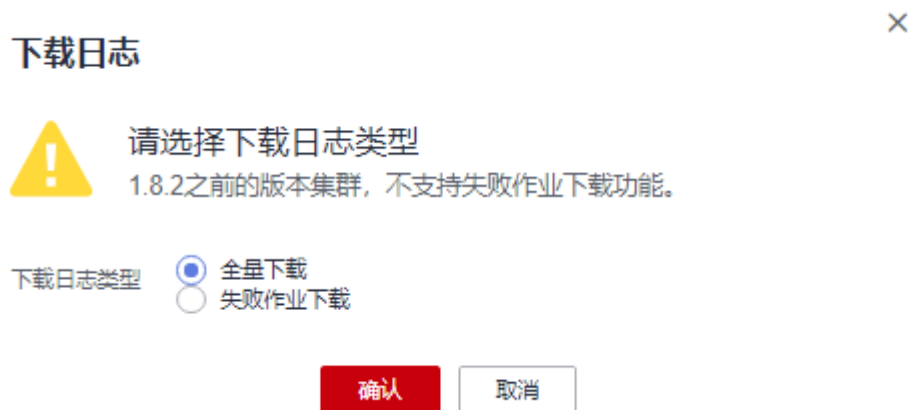 下载日志
请选择下载日志类型
1.8.2之前的版本集群，不支持失败作业下载功能。
下载日志类型
全量下载
失败作业下载
确认
取消